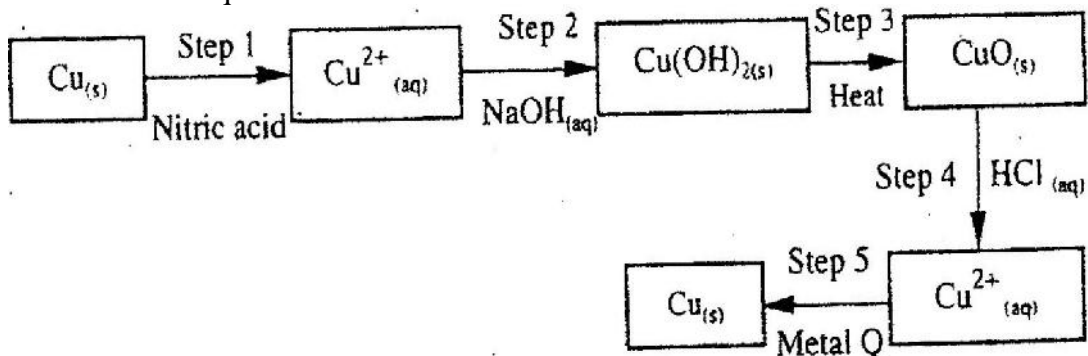 Step 1
Step 2
Step 3
Cu(s)
Cu2+(aq)
Cu(OH)2(s)
CuO(s)
Nitric acid
NaOH(aq)
Heat
Step 4
HCl (aq)
Step 5
Cu(s)
Cu2+(aq)
Metal Q